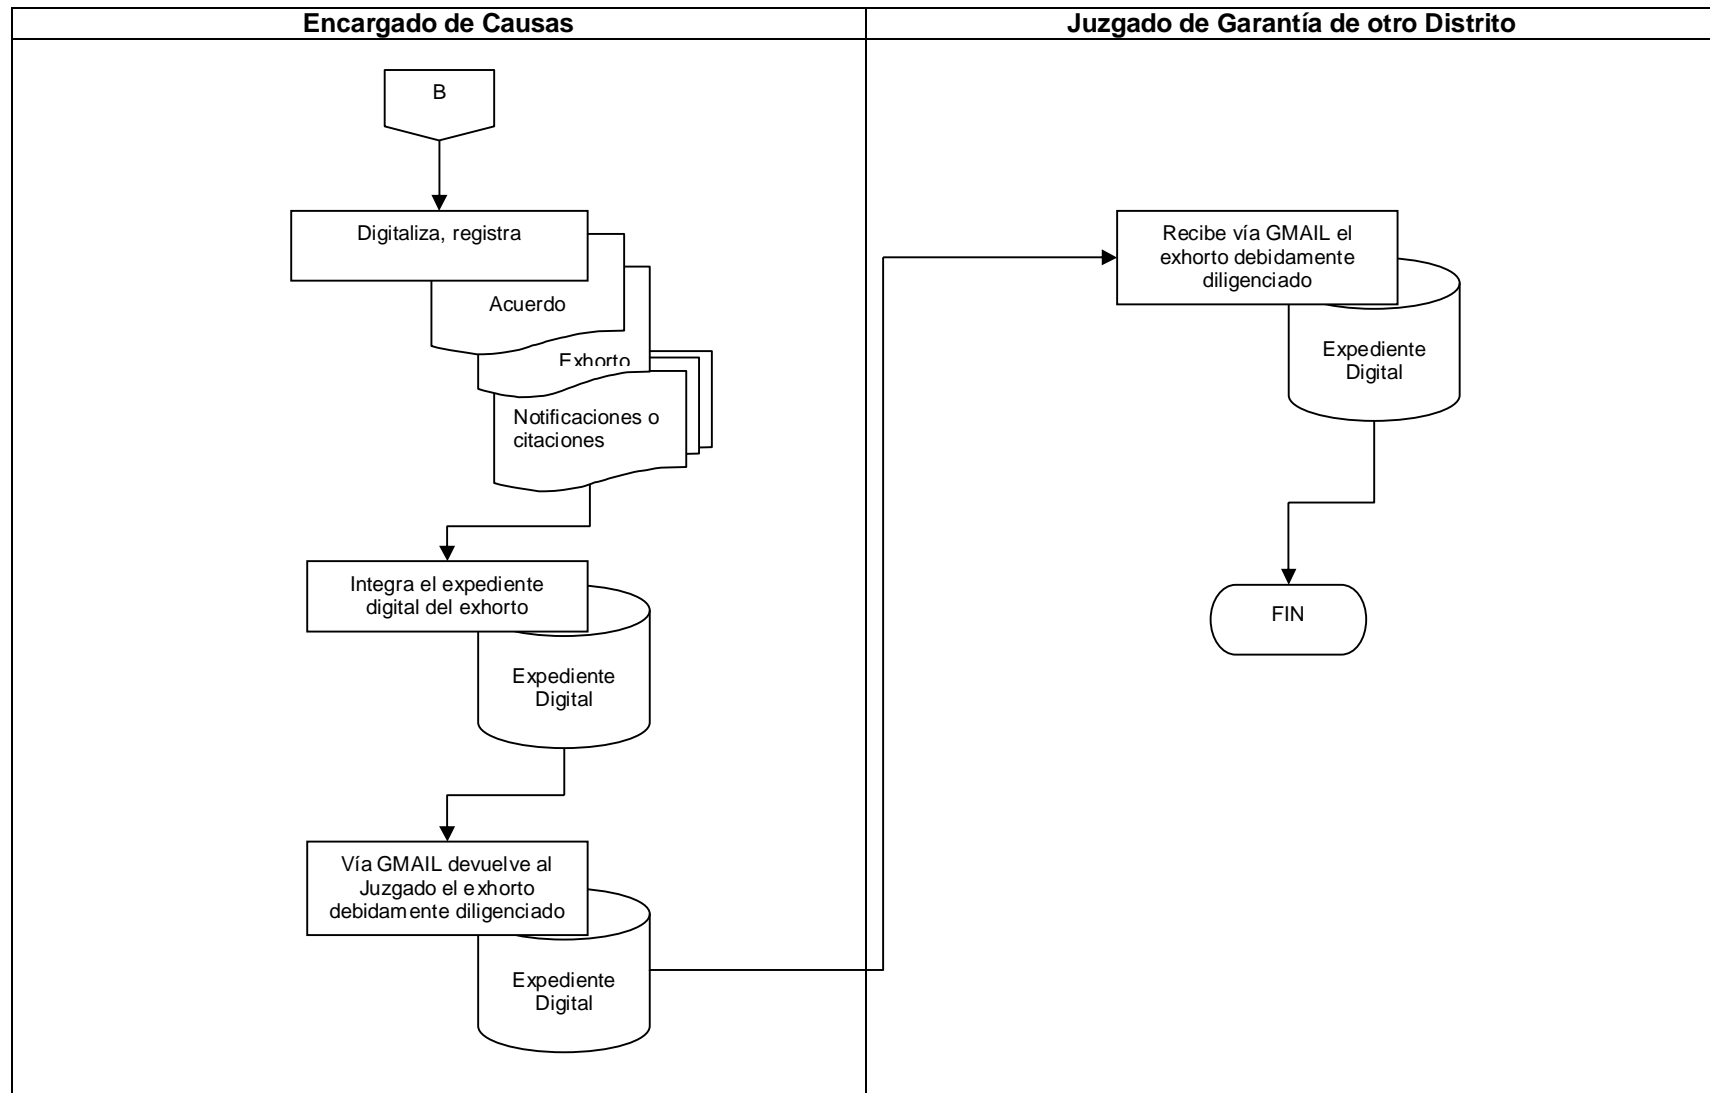 Encargado de Causas
Juzgado de Garantía de otro Distrito
B
Digitaliza, registra
Acuerdo
Exhorto
Notificaciones o
citaciones
Integra el expediente
digital del exhorto
Expediente
Digital
Vía GMAIL devuelve al
Juzgado el exhorto
debidamente diligenciado
Expediente
Digital
Recibe vía GMAIL el
exhorto debidamente
diligenciado
Expediente
Digital
FIN